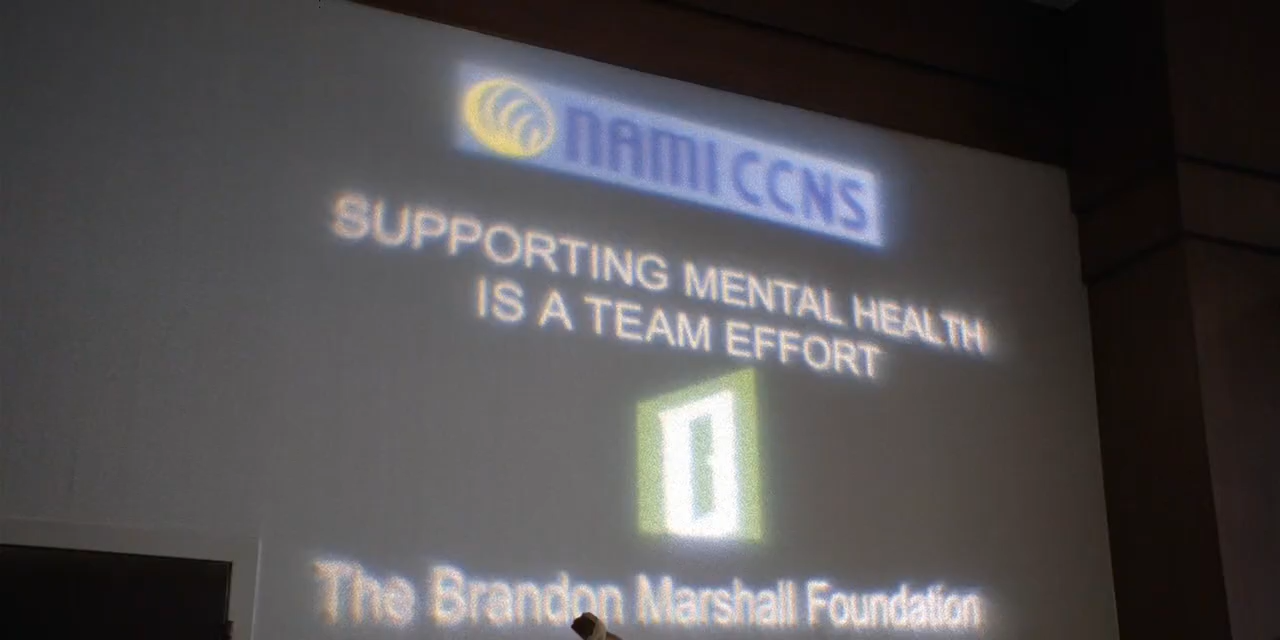 NAMI CCNS
SUPPORTING MENTAL HEALTH
IS A TEAM EFFORT
The Brandon Marshall Foundation